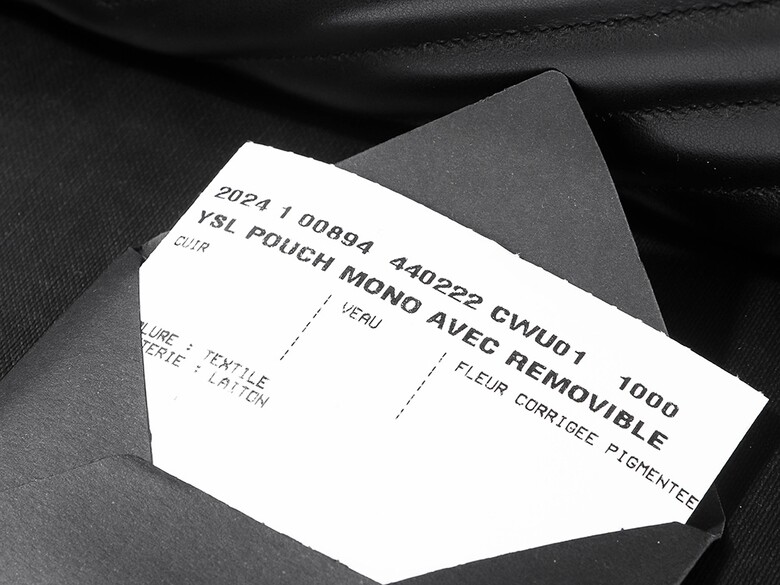 2024 1 00894 440222 CWU01 1000
YSL POUCH MONO AVEC REMOVIBLE
CUIR VEAU FLEUR CORRIGEE PIGMENTEE
LURE : TEXTILE
TERIE : LAITON